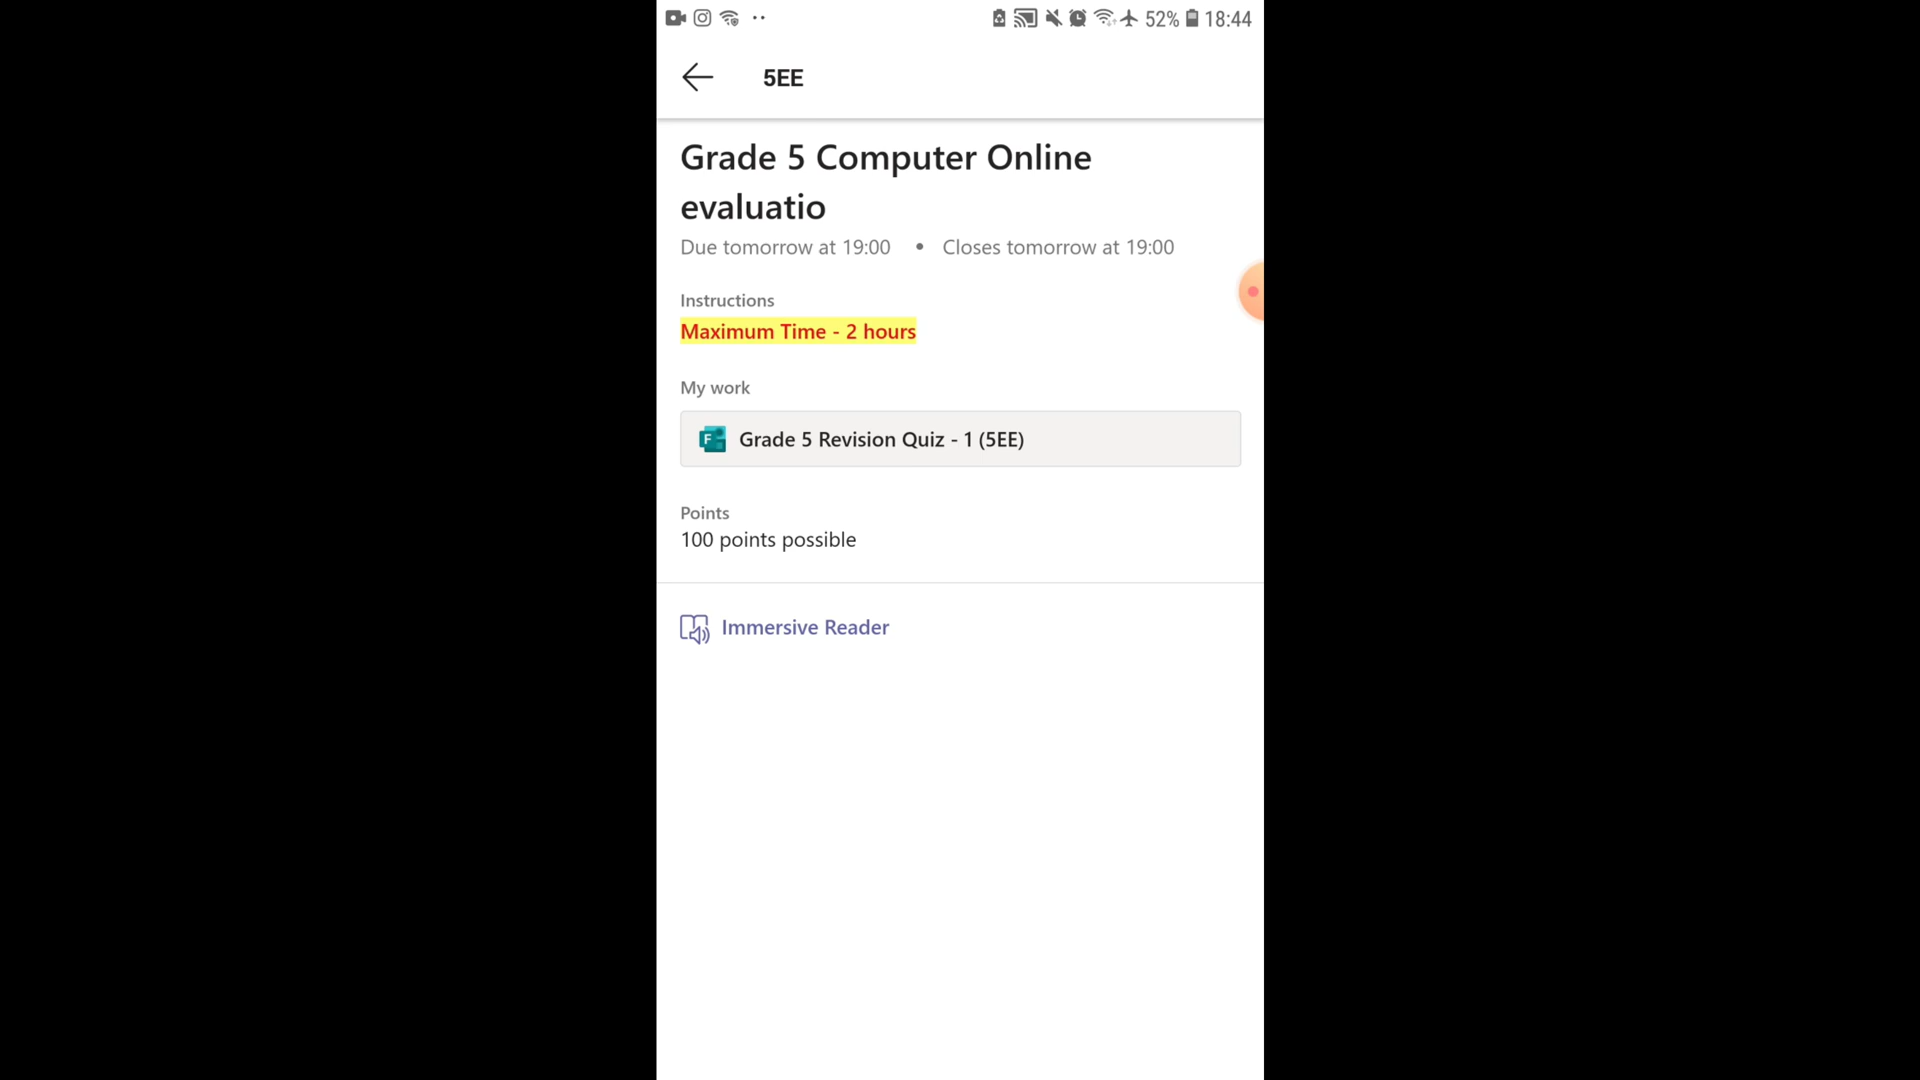 52% 18:44
5EE
Grade 5 Computer Online
evaluatio
Due tomorrow at 19:00 • Closes tomorrow at 19:00
Instructions
Maximum Time - 2 hours
My work
F Grade 5 Revision Quiz - 1 (5EE)
Points
100 points possible
Immersive Reader